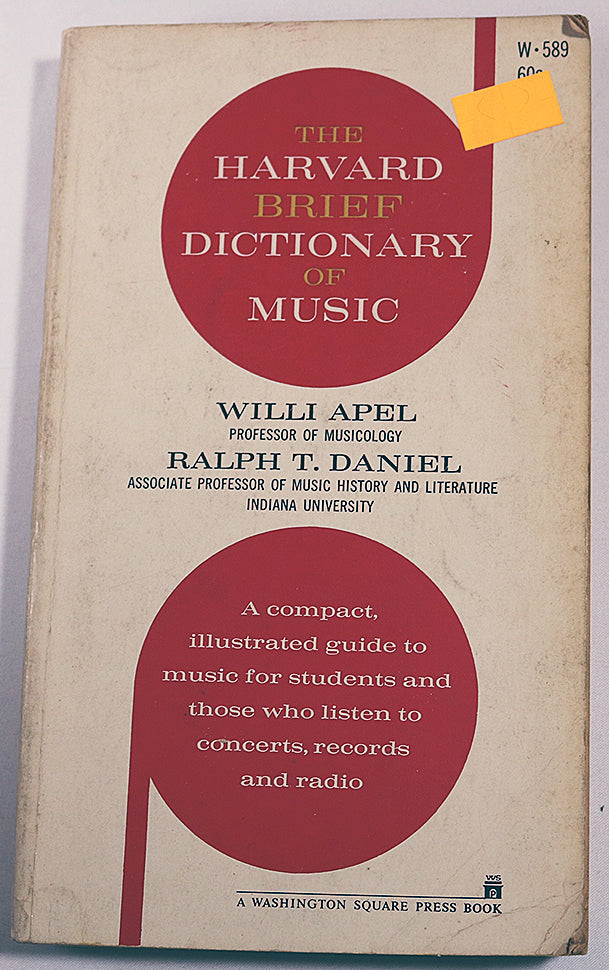 W·589
60¢
THE
HARVARD
BRIEF
DICTIONARY
OF
MUSIC
WILLI APEL
PROFESSOR OF MUSICOLOGY
RALPH T. DANIEL
ASSOCIATE PROFESSOR OF MUSIC HISTORY AND LITERATURE
INDIANA UNIVERSITY
A compact,
illustrated guide to
music for students and
those who listen to
concerts, records
and radio
WS
P
A WASHINGTON SQUARE PRESS BOOK